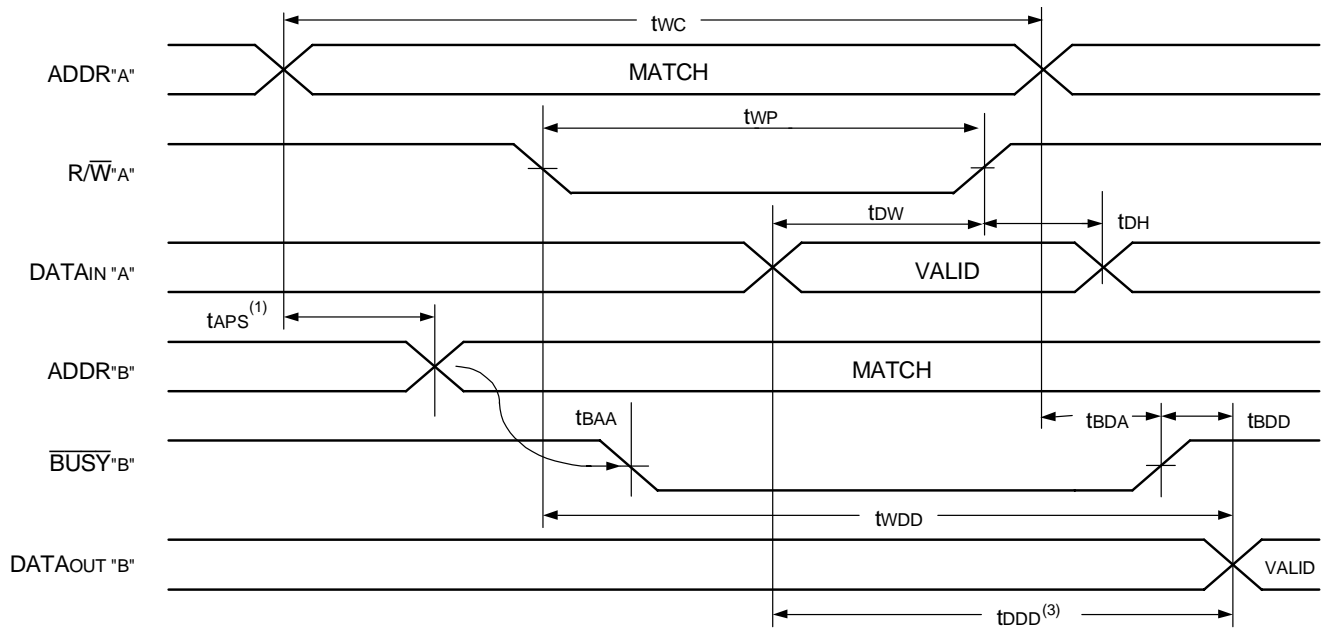 tWC
ADDR"A"
MATCH
tWP
R/W̅"A"
tDW
tDH
DATAIN "A"
VALID
tAPS(1)
ADDR"B"
MATCH
tBAA
tBDA
tBDD
B̅U̅S̅Y̅"B"
tWDD
DATAOUT "B"
VALID
tDDD(3)